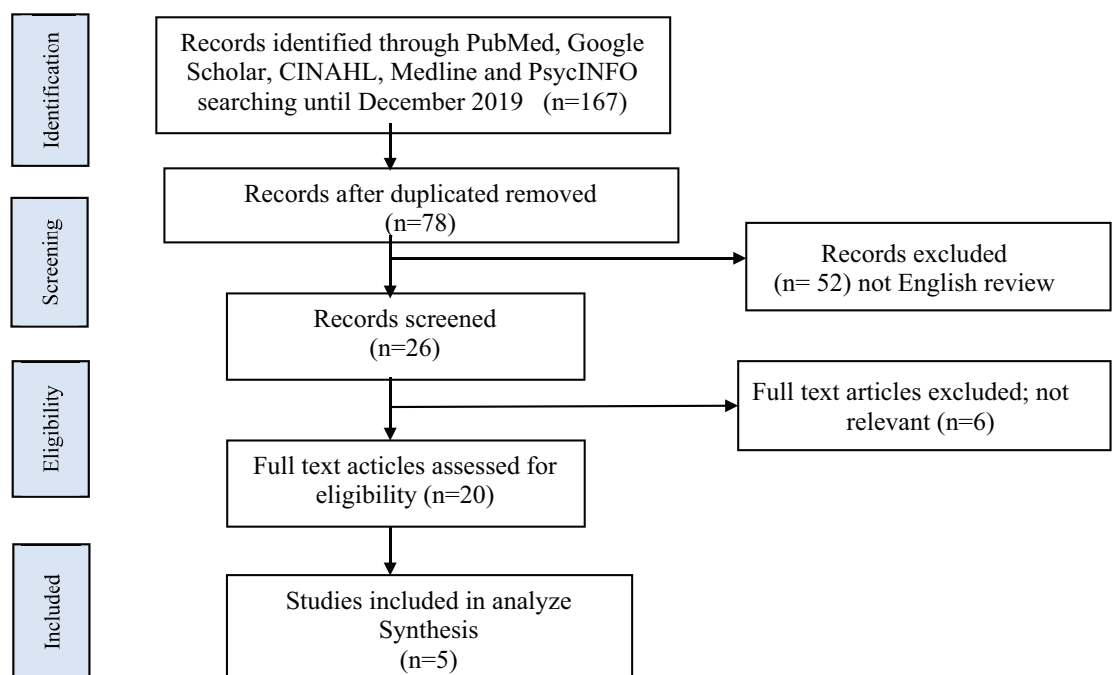 Identification
Records identified through PubMed, Google
Scholar, CINAHL, Medline and PsycINFO
searching until December 2019 (n=167)
Screening
Records after duplicated removed
(n=78)
Records excluded
(n= 52) not English review
Records screened
(n=26)
Eligibility
Full text articles excluded; not
relevant (n=6)
Full text acticles assessed for
eligibility (n=20)
Included
Studies included in analyze
Synthesis
(n=5)